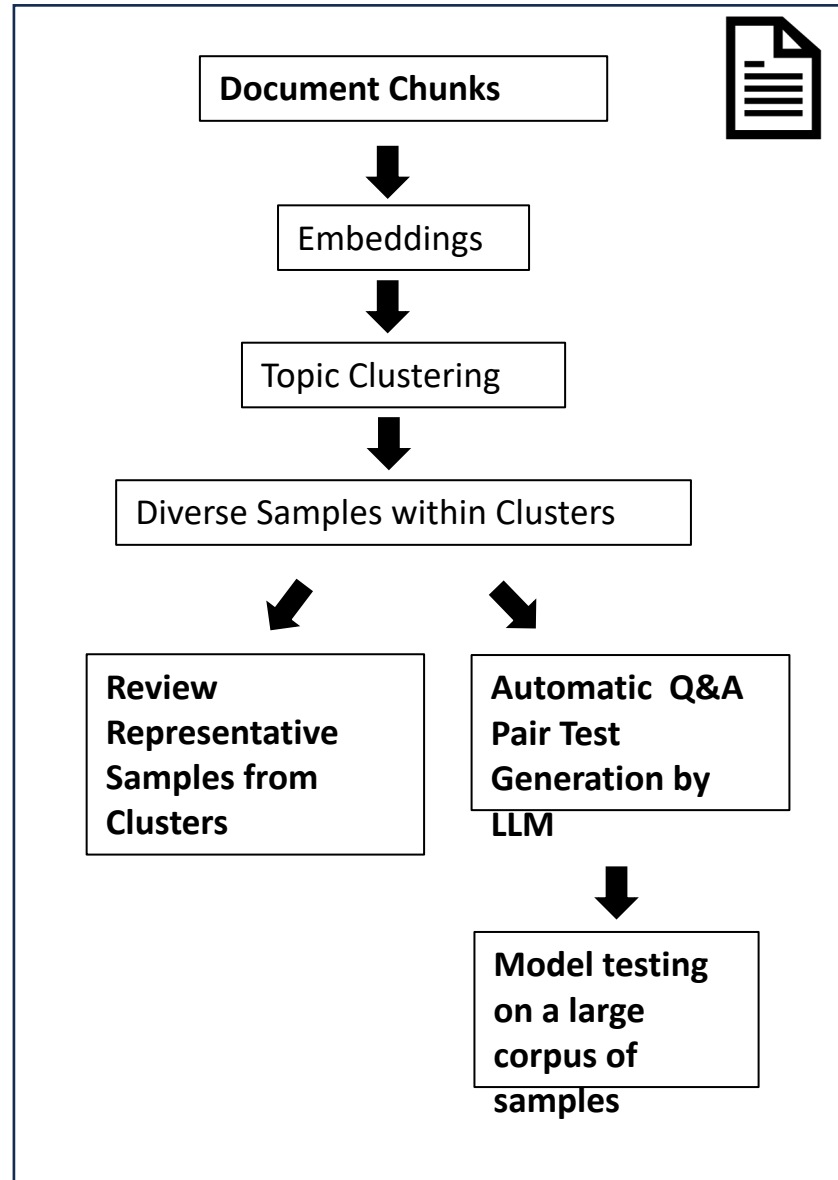 Document Chunks
Embeddings
Topic Clustering
Diverse Samples within Clusters
Review
Representative
Samples from
Clusters
Automatic  Q&A
Pair Test
Generation by
LLM
Model testing
on a large
corpus of
samples